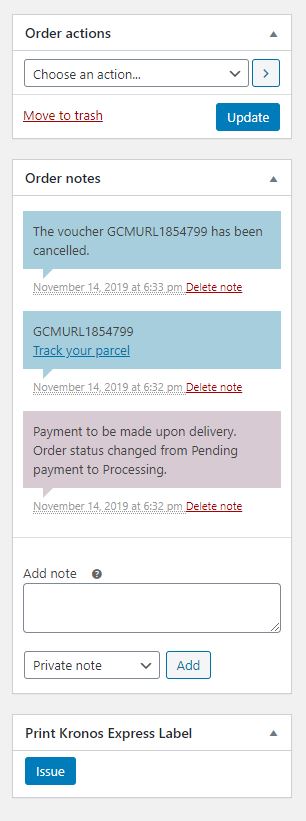 Order actions
Choose an action...
Move to trash
Update
Order notes
The voucher GCMURL1854799 has been
cancelled.
November 14, 2019 at 6:33 pm Delete note
GCMURL1854799
Track your parcel
November 14, 2019 at 6:32 pm Delete note
Payment to be made upon delivery.
Order status changed from Pending
payment to Processing.
November 14, 2019 at 6:32 pm Delete note
Add note ?
Private note
Add
Print Kronos Express Label
Issue